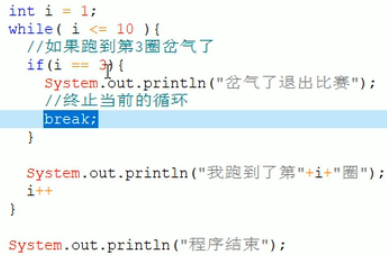 int i = 1;
while( i <= 10 ){
//如果跑到第3圈岔气了
if(i == 3){
System.out.println("岔气了退出比赛");
//终止当前的循环
break;
}
System.out.println("我跑到了第"+i+"圈");
i++
}
System.out.println("程序结束");